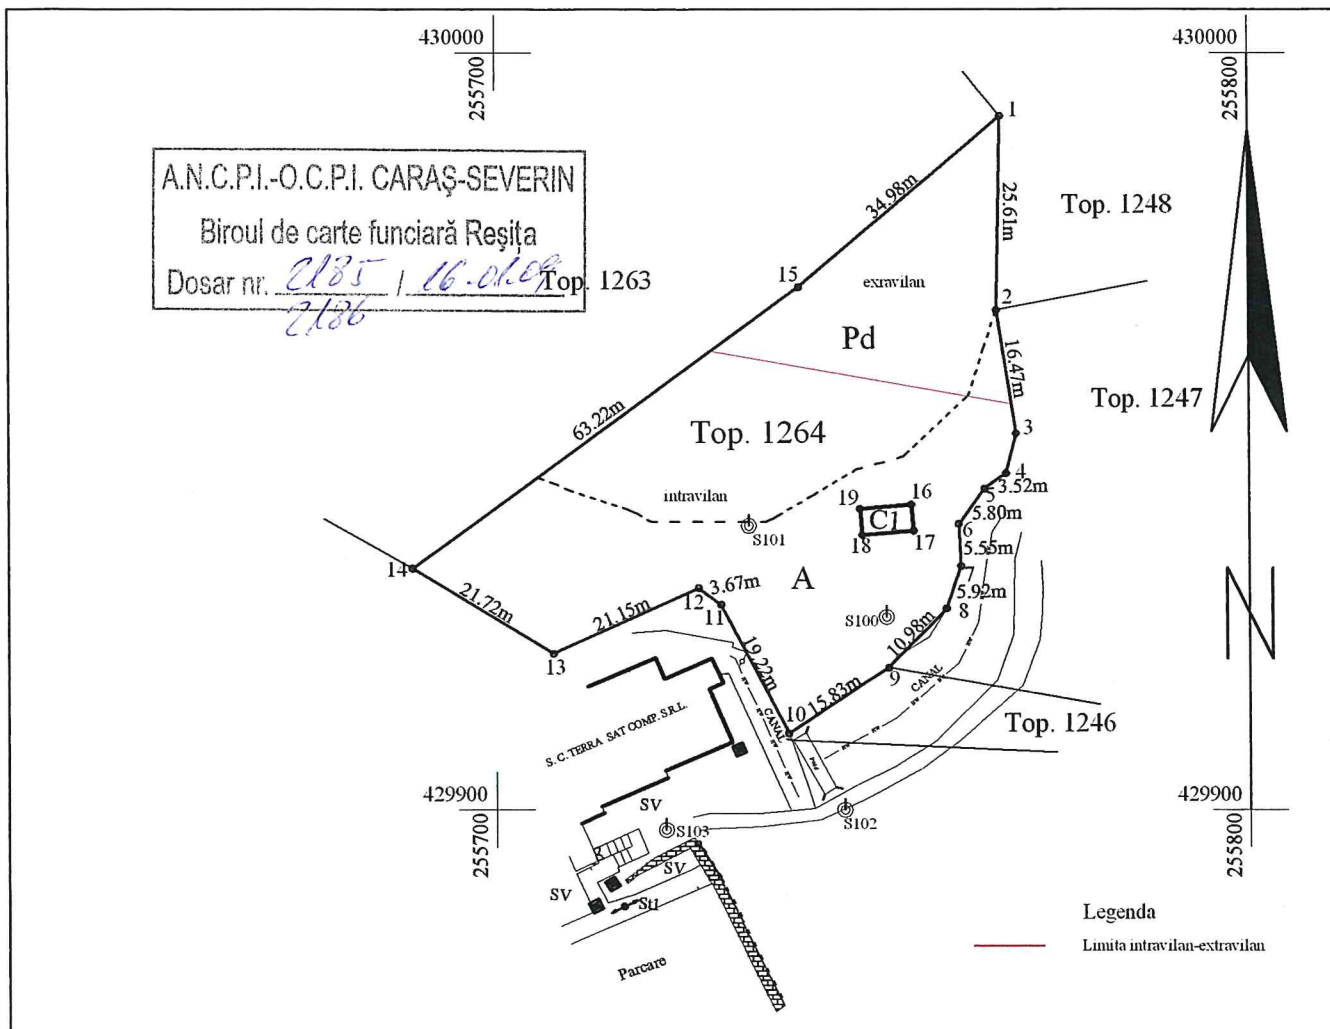 430000
255700
430000
255800
A.N.C.P.I.-O.C.P.I. CARAŞ-SEVERIN
Biroul de carte funciară Reşiţa
Dosar nr. 2185 / 16.01.09
2186
Top. 1263
1
34.98m
25.61m
Top. 1248
15
exravilan
2
Pd
16.47m
Top. 1247
63.22m
Top. 1264
3
4
intravilan
5
3.52m
19
16
C1
5.80m
6
S101
18
17
5.55m
14
7
A
5.92m
12
3.67m
11
8
21.72m
21.15m
S100
10.98m
13
19.22m
9
CANAL
15.83m
CANAL
10
Top. 1246
S.C. TERRA SAT COMP. S.R.L.
Pod
429900
255700
SV
S103
S102
429900
255800
SV
SV
St1
Parcare
Legenda
Limita intravilan-extravilan
N